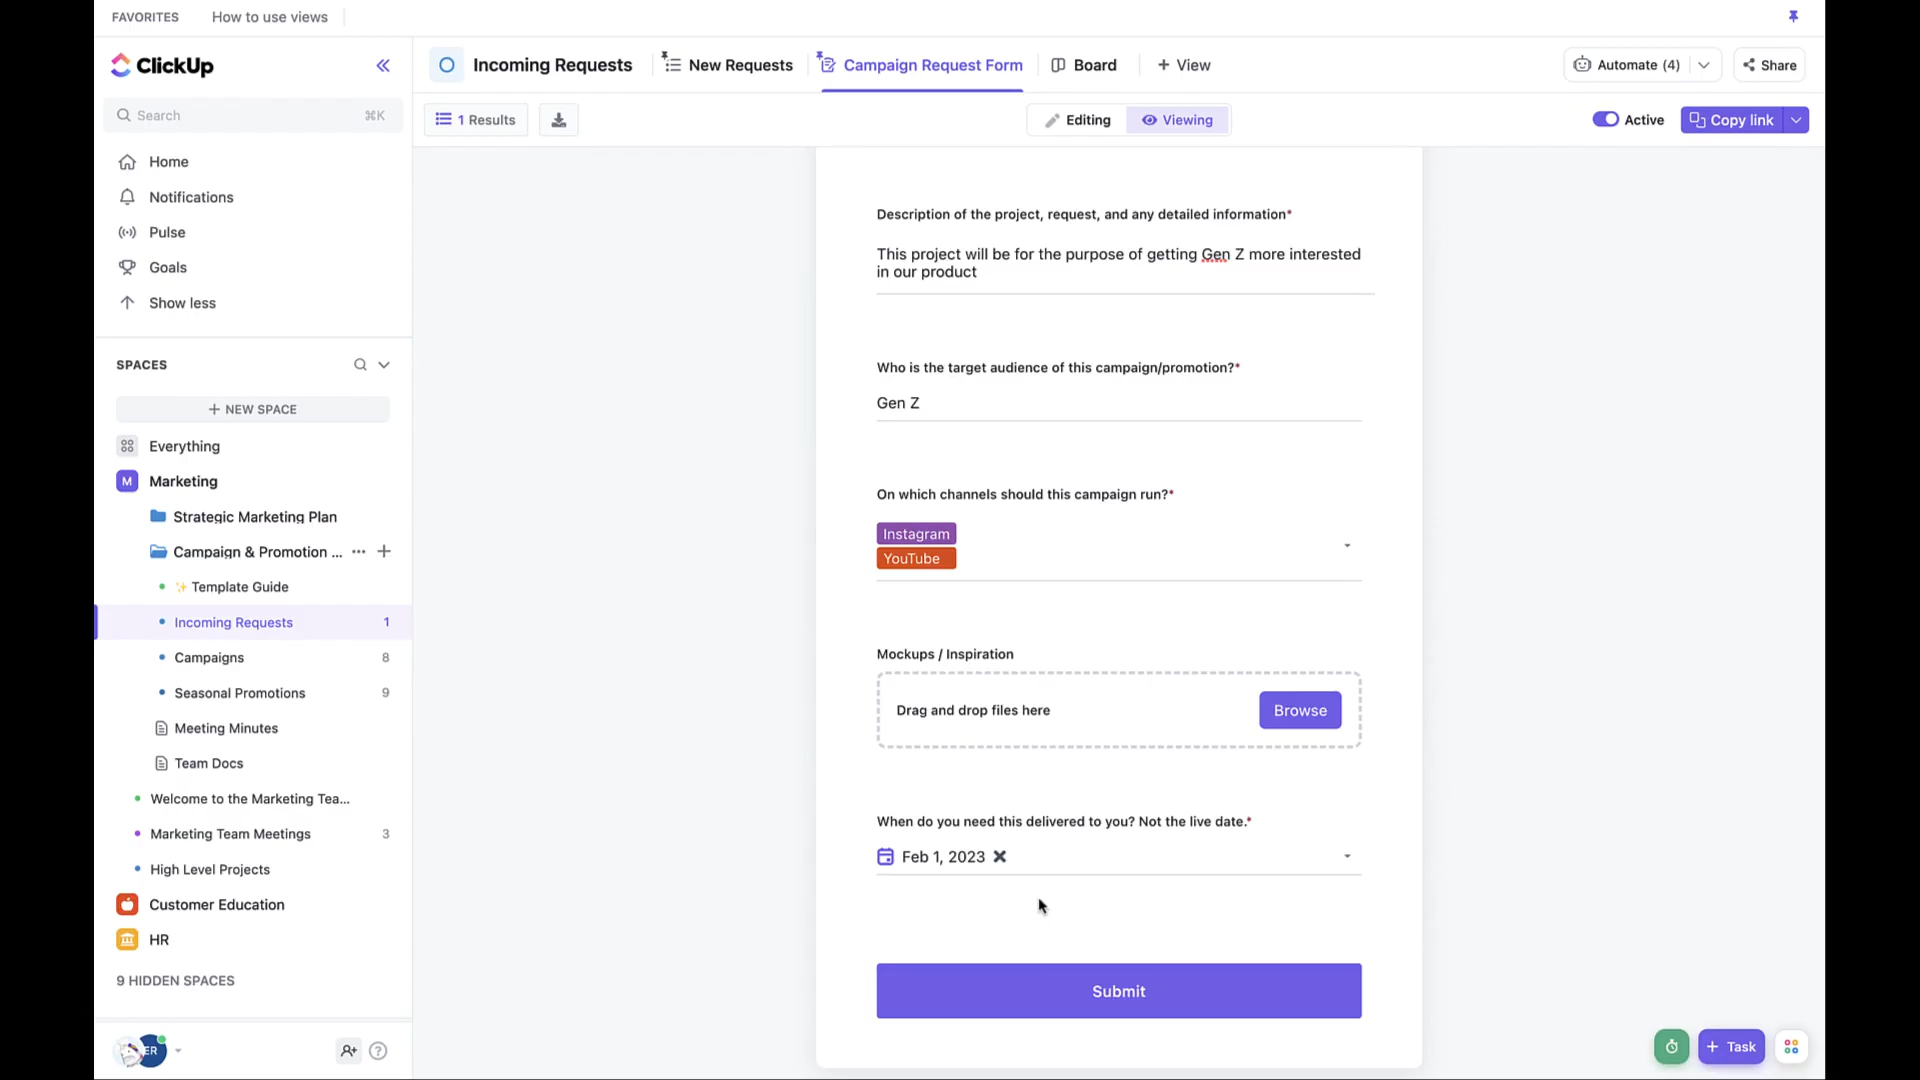 FAVORITES How to use views
ClickUp
Search ⌘K
Home
Notifications
Pulse
Goals
Show less
SPACES
+ NEW SPACE
Everything
M Marketing
Strategic Marketing Plan
Campaign & Promotion ...
✨ Template Guide
Incoming Requests 1
Campaigns 8
Seasonal Promotions 9
Meeting Minutes
Team Docs
Welcome to the Marketing Tea...
Marketing Team Meetings 3
High Level Projects
Customer Education
HR
9 HIDDEN SPACES
ER
Incoming Requests New Requests Campaign Request Form Board + View Automate (4) Share
1 Results Editing Viewing Active Copy link
Description of the project, request, and any detailed information*
This project will be for the purpose of getting Gen Z more interested
in our product
Who is the target audience of this campaign/promotion?*
Gen Z
On which channels should this campaign run?*
Instagram
YouTube
Mockups / Inspiration
Drag and drop files here Browse
When do you need this delivered to you? Not the live date.*
Feb 1, 2023
Submit
+ Task